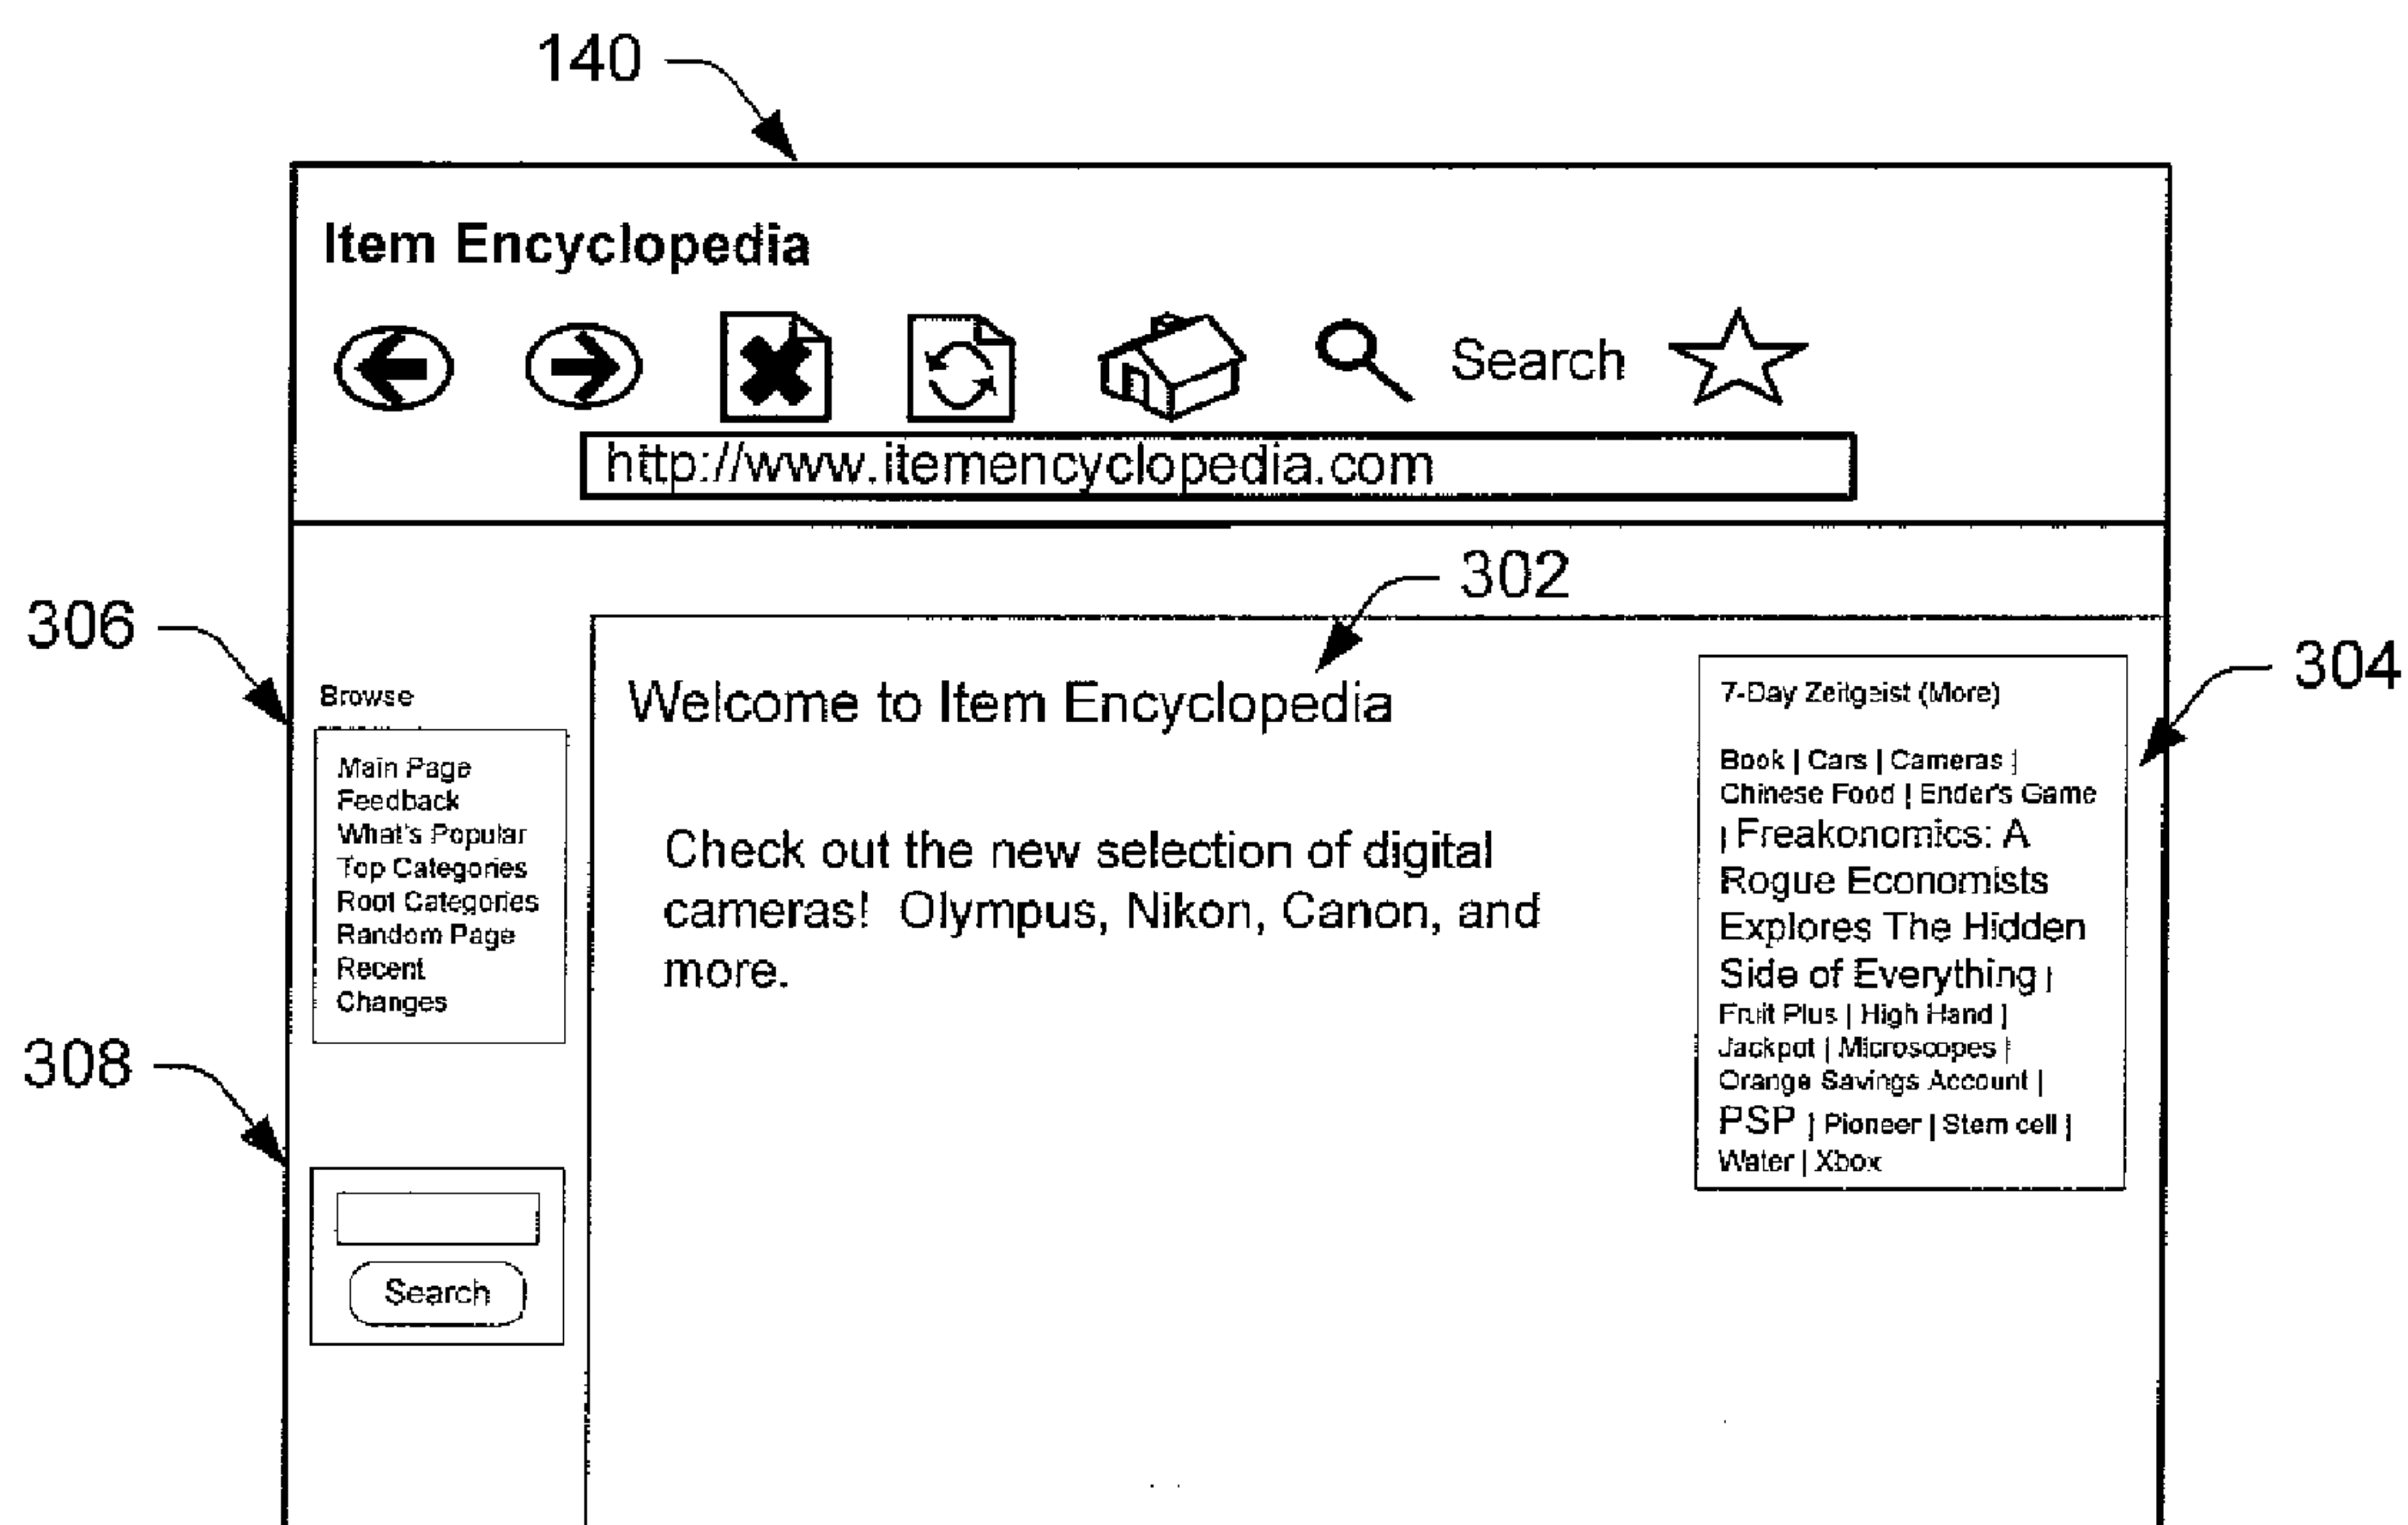 140
Item Encyclopedia
Search
http://www.itemencyclopedia.com
302
306
304
Browse
Main Page
Feedback
What's Popular
Top Categories
Root Categories
Random Page
Recent
Changes
308
Search
Welcome to Item Encyclopedia
Check out the new selection of digital
cameras! Olympus, Nikon, Canon, and
more.
7-Day Zeitgeist (More)
Book | Cars | Cameras |
Chinese Food | Ender's Game
| Freakonomics: A
Rogue Economists
Explores The Hidden
Side of Everything |
Fruit Plus | High Hand |
Jackpot | Microscopes |
Orange Savings Account |
PSP | Pioneer | Stem cell |
Water | Xbox